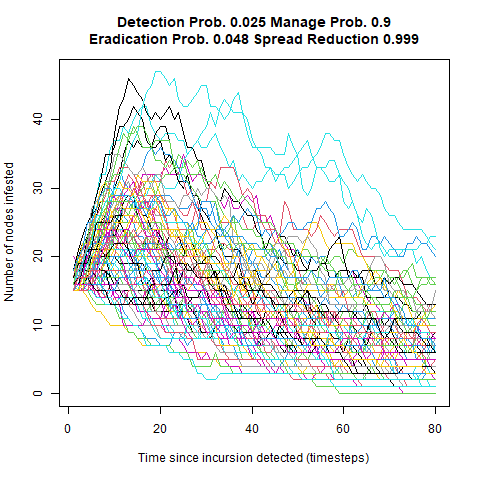 Detection Prob. 0.025 Manage Prob. 0.9
Eradication Prob. 0.048 Spread Reduction 0.999
Number of nodes infested
40
30
20
10
0
0 20 40 60 80
Time since incursion detected (timesteps)